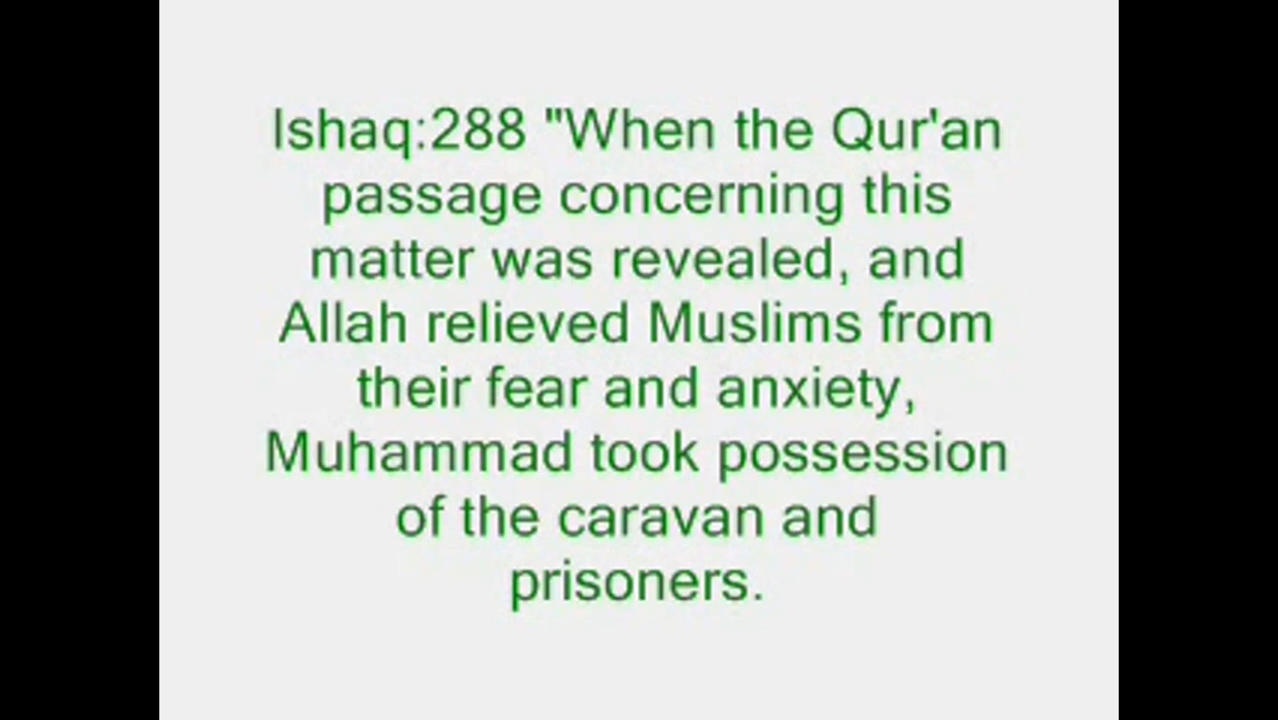 Ishaq:288 "When the Qur'an
passage concerning this
matter was revealed, and
Allah relieved Muslims from
their fear and anxiety,
Muhammad took possession
of the caravan and
prisoners.